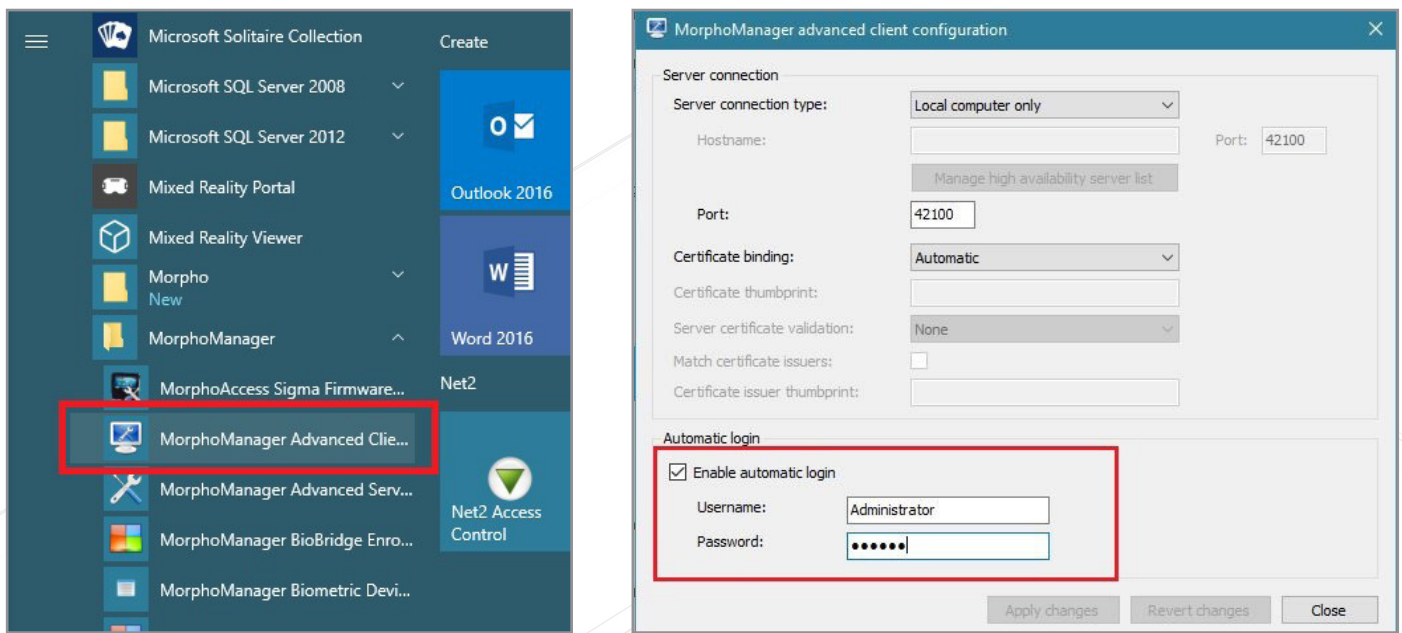 Microsoft Solitaire Collection
Microsoft SQL Server 2008
Microsoft SQL Server 2012
Mixed Reality Portal
Mixed Reality Viewer
Morpho
New
MorphoManager
MorphoAccess Sigma Firmware...
MorphoManager Advanced Clie...
MorphoManager Advanced Serv...
MorphoManager BioBridge Enro...
MorphoManager Biometric Devi...
Create
Outlook 2016
Word 2016
Net2
Net2 Access
Control
MorphoManager advanced client configuration
Server connection
Server connection type: Local computer only
Hostname: Port: 42100
Manage high availability server list
Port: 42100
Certificate binding: Automatic
Certificate thumbprint:
Server certificate validation: None
Match certificate issuers:
Certificate issuer thumbprint:
Automatic login
Enable automatic login
Username: Administrator
Password: ●●●●●●
Apply changes Revert changes Close